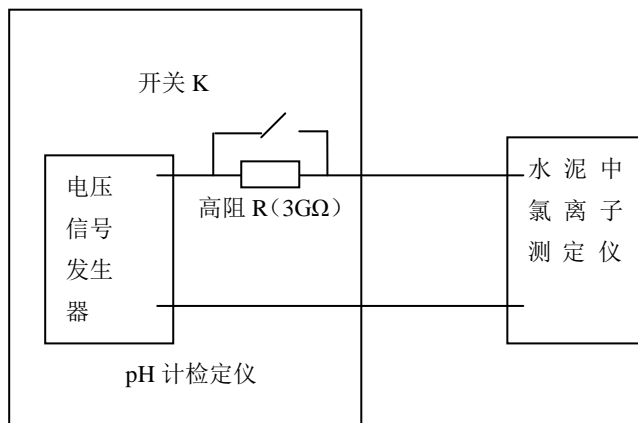 开关 K
电压
信号
发生
器
高阻 R（3GΩ）
水泥中
氯离子
测定仪
pH 计检定仪